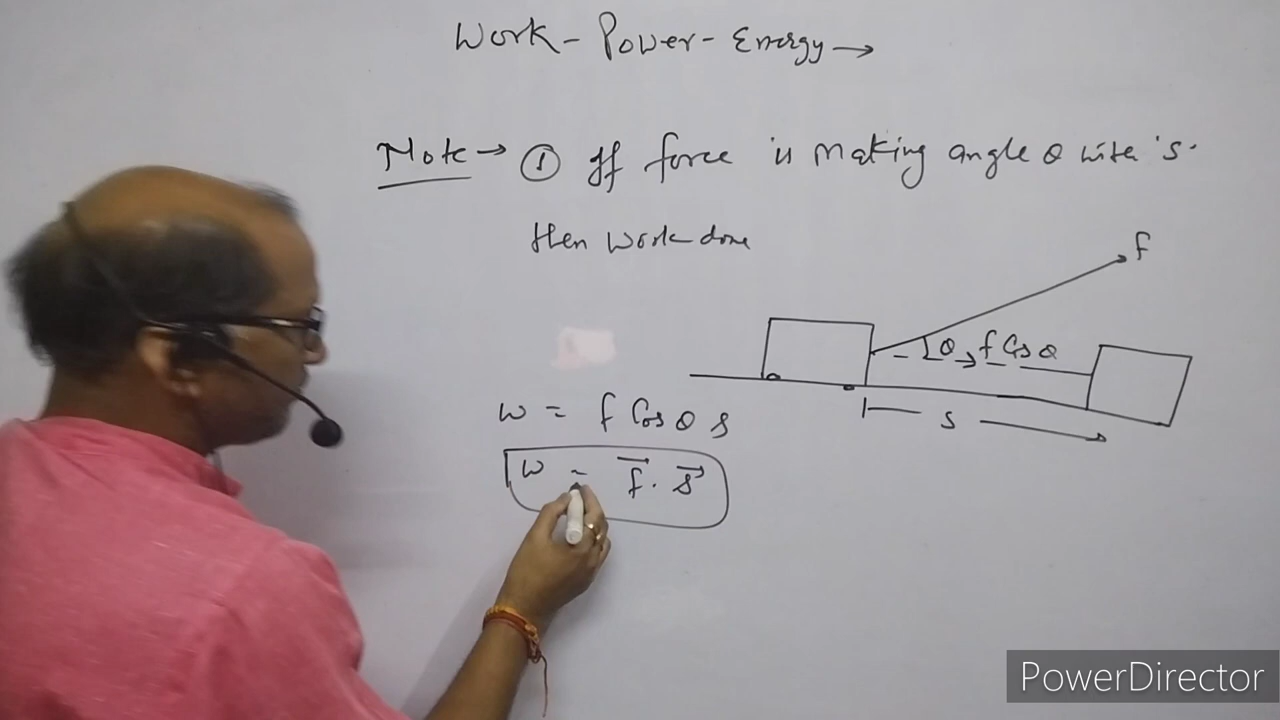 Work - Power - Energy →
Note → ① If force is making angle θ with 's.
then work done
f
θ f Cos θ
s
w = f Cos θ s
w = f⃗ . s⃗
PowerDirector